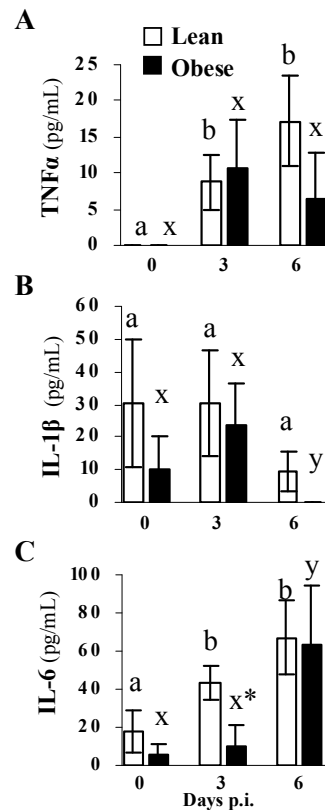 A
Lean
Obese
TNFα (pg/mL)
25
20
15
10
5
0
a x b x b x
0 3 6
B
IL-1β (pg/mL)
60
50
40
30
20
10
0
a x a x a y
0 3 6
C
IL-6 (pg/mL)
100
80
60
40
20
0
a x b x* b y
0 3 6
Days p.i.